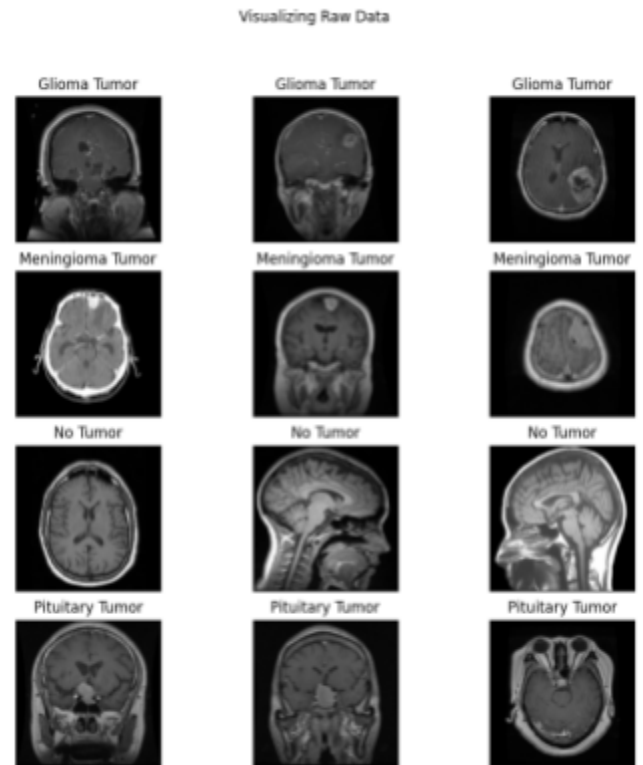 Visualizing Raw Data
Glioma Tumor Glioma Tumor Glioma Tumor
Meningioma Tumor Meningioma Tumor Meningioma Tumor
No Tumor No Tumor No Tumor
Pituitary Tumor Pituitary Tumor Pituitary Tumor